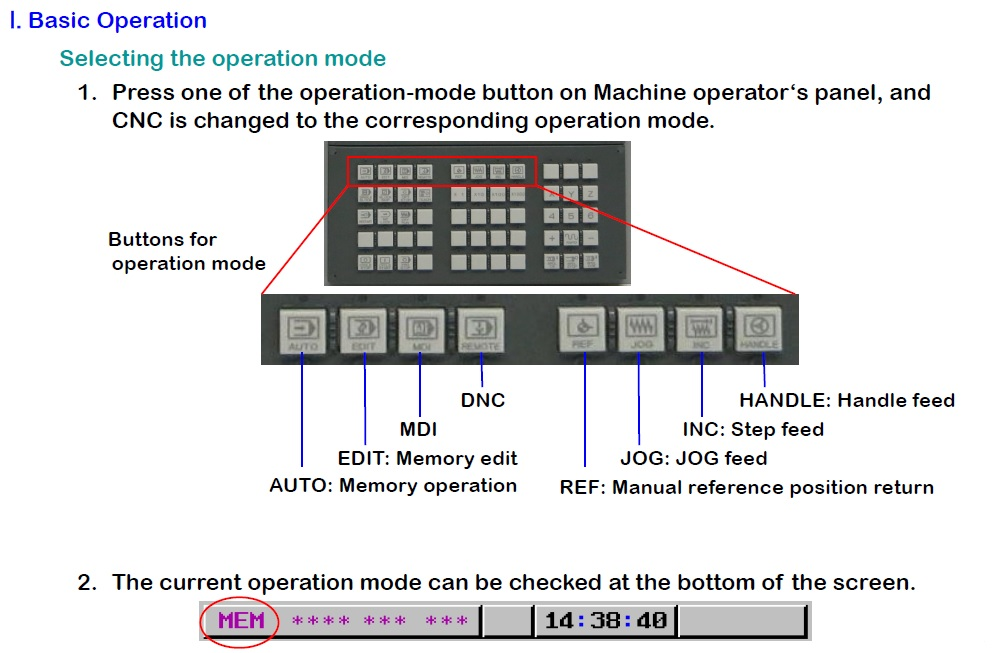 I. Basic Operation
Selecting the operation mode
1. Press one of the operation-mode button on Machine operator‘s panel, and
CNC is changed to the corresponding operation mode.
X Y Z
4 5 6
+ −
Buttons for
operation mode
AUTO EDIT MDI REMOTE REF JOG INC HANDLE
DNC
HANDLE: Handle feed
MDI
INC: Step feed
EDIT: Memory edit
JOG: JOG feed
AUTO: Memory operation
REF: Manual reference position return
2. The current operation mode can be checked at the bottom of the screen.
MEM **** *** *** 14:38:40